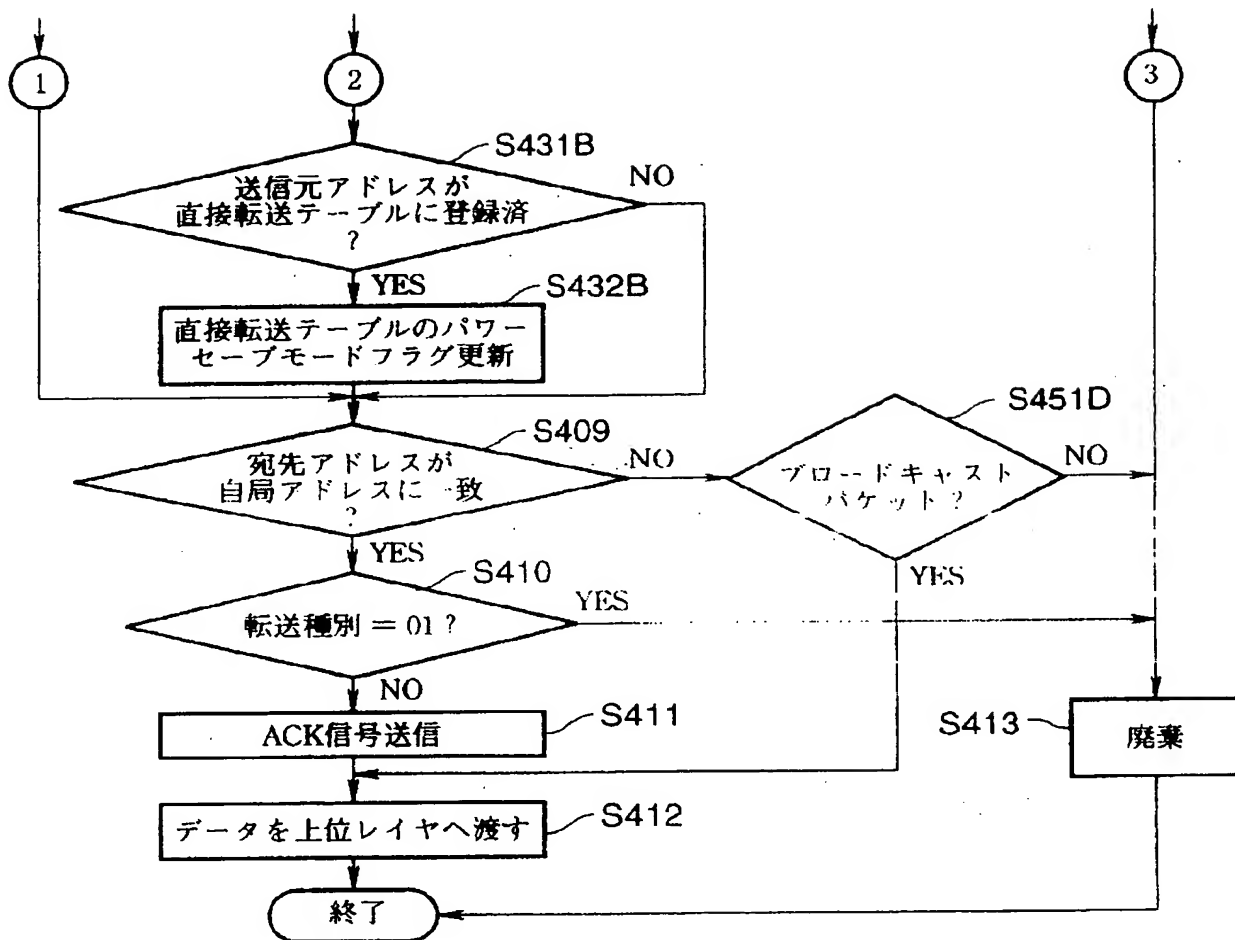 1
2
3
S431B
送信元アドレスが
直接転送テーブルに登録済
?
NO
YES
S432B
直接転送テーブルのパワー
セーブモードフラグ更新
S409
宛先アドレスが
自局アドレスに一致
?
NO
S451D
ブロードキャスト
パケット?
NO
YES
YES
S410
転送種別=01?
YES
NO
S411
ACK信号送信
S413
廃棄
S412
データを上位レイヤへ渡す
終了